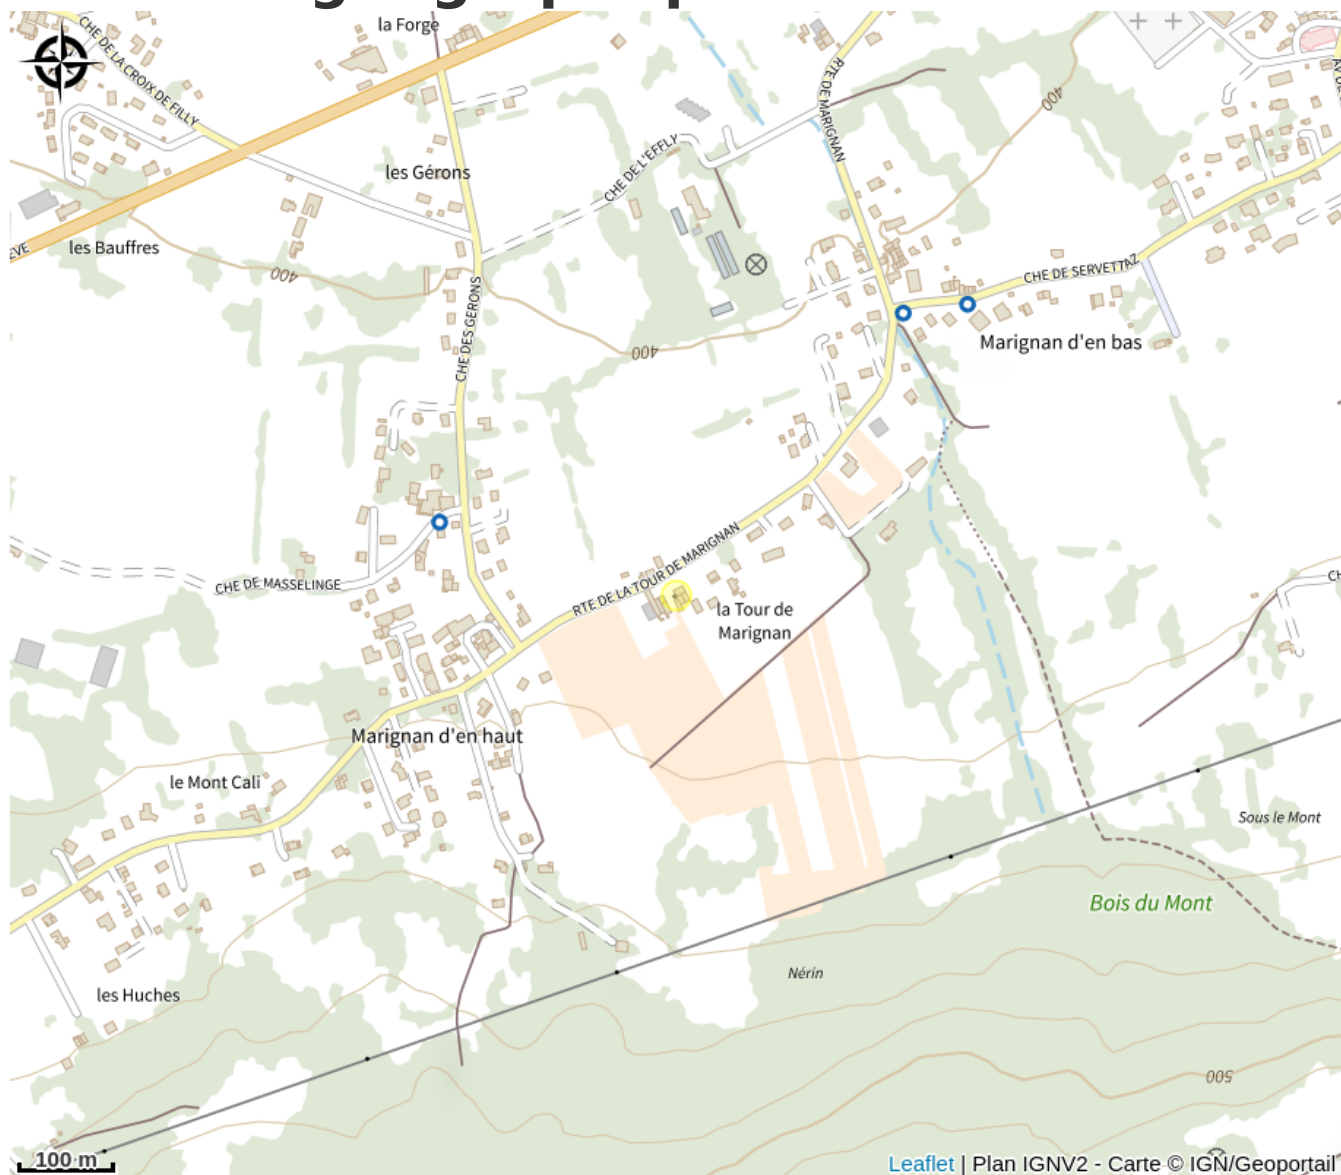 la Forge
CHE DE LA CROIX DE FILLY
RTE DE MARIGNAN
400
les Gérons
CHE DE L'EFFLY
les Bauffres
EVE
400
CHE DE SERVETTAZ
CHE DES GERONS
400
Marignan d'en bas
RTE DE LA TOUR DE MARIGNAN
CHE DE MASSELINGE
CH
la Tour de
Marignan
Marignan d'en haut
le Mont Cali
Sous le Mont
Bois du Mont
Nérin
les Huches
500
100 m
Leaflet | Plan IGNV2 - Carte © IGN/Geoportail